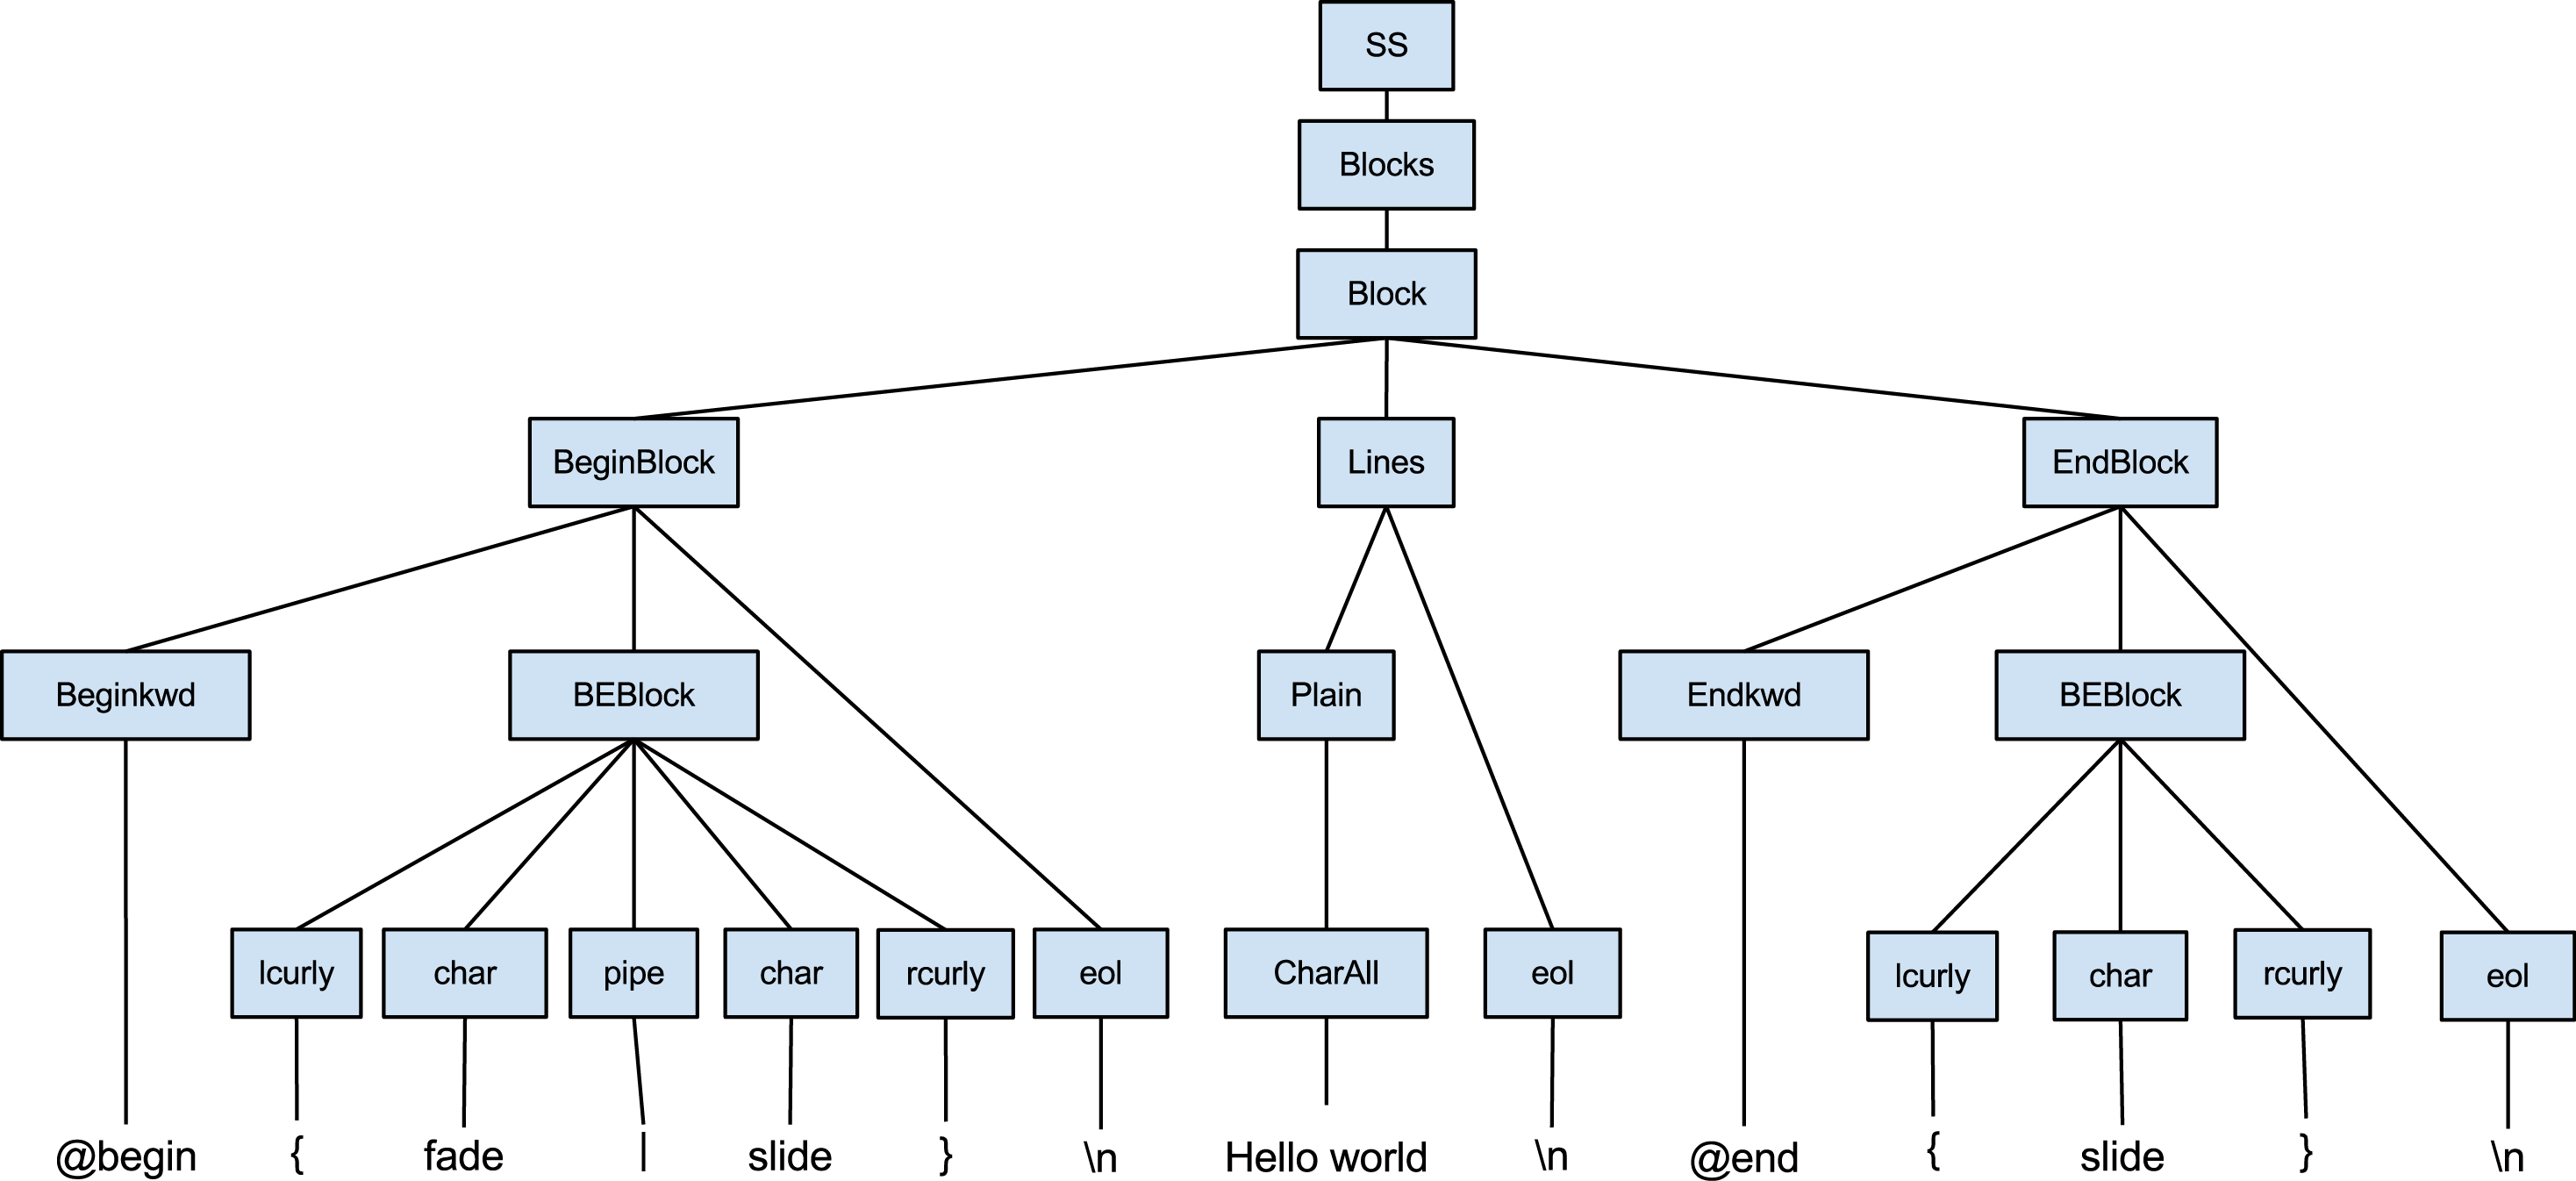 SS
Blocks
Block
BeginBlock Lines EndBlock
Beginkwd BEBlock Plain Endkwd BEBlock
lcurly char pipe char rcurly eol CharAll eol lcurly char rcurly eol
@begin { fade | slide } \n Hello world \n @end { slide } \n